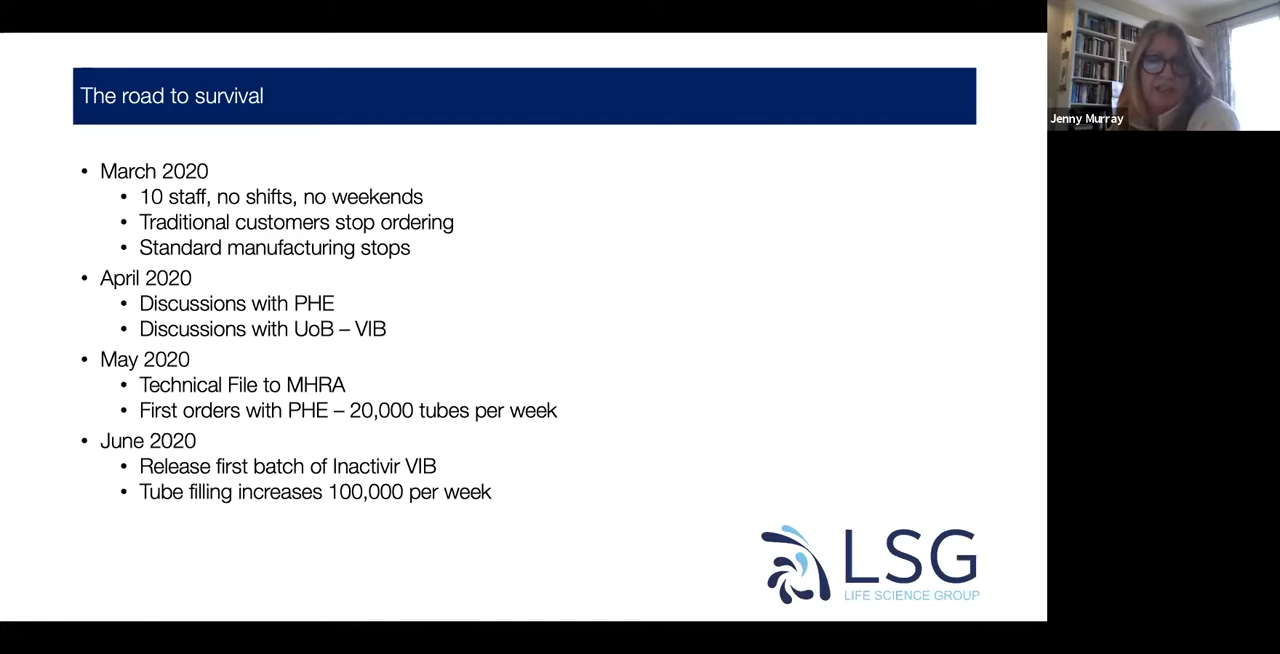 The road to survival
Jenny Murray
• March 2020
• 10 staff, no shifts, no weekends
• Traditional customers stop ordering
• Standard manufacturing stops
• April 2020
• Discussions with PHE
• Discussions with UoB – VIB
• May 2020
• Technical File to MHRA
• First orders with PHE – 20,000 tubes per week
• June 2020
• Release first batch of Inactivir VIB
• Tube filling increases 100,000 per week
LSG
LIFE SCIENCE GROUP